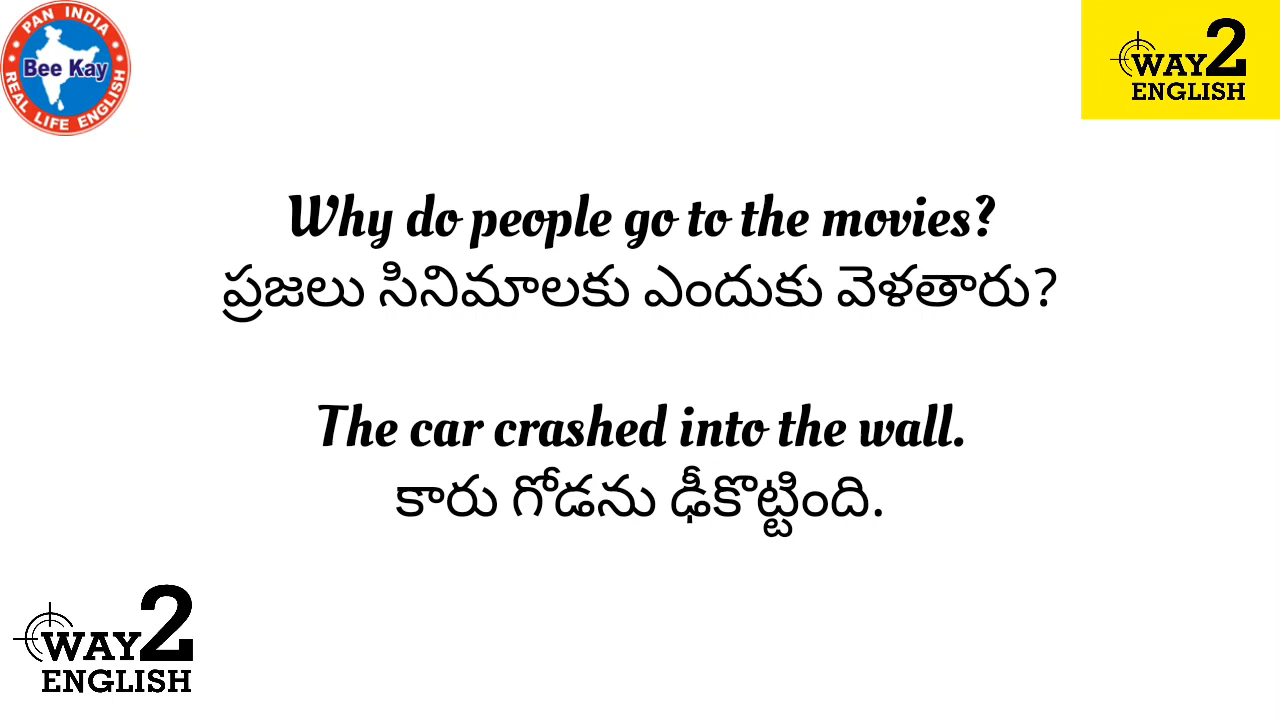 PAN INDIA
Bee Kay
REAL LIFE ENGLISH
WAY2
ENGLISH
Why do people go to the movies?
ప్రజలు సినిమాలకు ఎందుకు వెళతారు?
The car crashed into the wall.
కారు గోడను ఢీకొట్టింది.
WAY2
ENGLISH